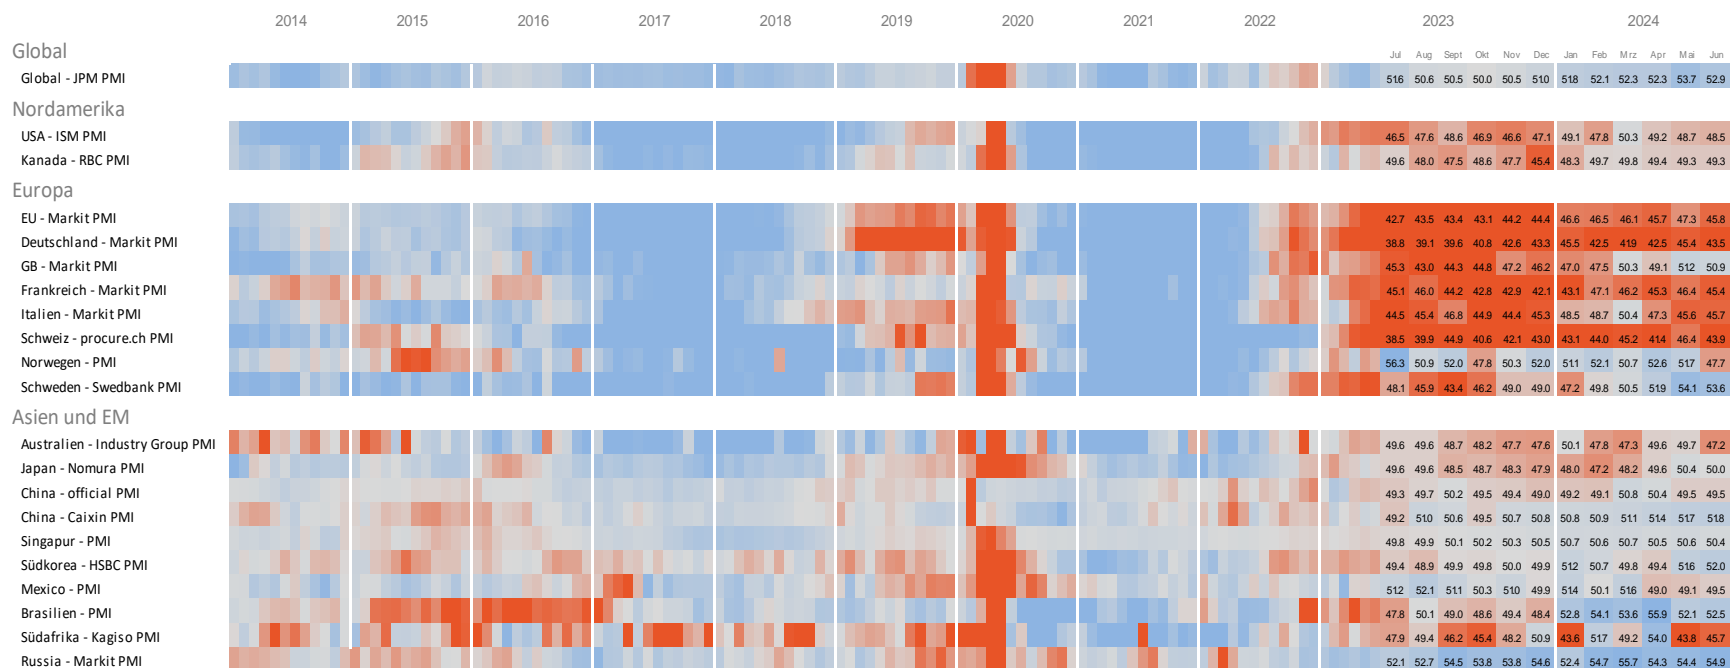 2014 2015 2016 2017 2018 2019 2020 2021 2022 2023 2024
Global Jul Aug Sept Okt Nov Dec Jan Feb Mrz Apr Mai Jun
Global - JPM PMI 51.6 50.6 50.5 50.0 50.5 51.0 51.8 52.1 52.3 52.3 53.7 52.9
Nordamerika
USA - ISM PMI 46.5 47.6 48.6 46.9 46.6 47.1 49.1 47.8 50.3 49.2 48.7 48.5
Kanada - RBC PMI 49.6 48.0 47.5 48.6 47.7 45.4 48.3 49.7 49.8 49.4 49.3 49.3
Europa
EU - Markit PMI 42.7 43.5 43.4 43.1 44.2 44.4 46.6 46.5 46.1 45.7 47.3 45.8
Deutschland - Markit PMI 38.8 39.1 39.6 40.8 42.6 43.3 45.5 42.5 41.9 42.5 45.4 43.5
GB - Markit PMI 45.3 43.0 44.3 44.8 47.2 46.2 47.0 47.5 50.3 49.1 51.2 50.9
Frankreich - Markit PMI 45.1 46.0 44.2 42.8 42.9 42.1 43.1 47.1 46.2 45.3 46.4 45.4
Italien - Markit PMI 44.5 45.4 46.8 44.9 44.4 45.3 48.5 48.7 50.4 47.3 45.6 45.7
Schweiz - procure.ch PMI 38.5 39.9 44.9 40.6 42.1 43.0 43.1 44.0 45.2 41.4 46.4 43.9
Norwegen - PMI 56.3 50.9 52.0 47.8 50.3 52.0 51.1 52.1 50.7 52.6 51.7 47.7
Schweden - Swedbank PMI 48.1 45.9 43.4 46.2 49.0 49.0 47.2 49.8 50.5 51.9 54.1 53.6
Asien und EM
Australien - Industry Group PMI 49.6 49.6 48.7 48.2 47.7 47.6 50.1 47.8 47.3 49.6 49.7 47.2
Japan - Nomura PMI 49.6 49.6 48.5 48.7 48.3 47.9 48.0 47.2 48.2 49.6 50.4 50.0
China - official PMI 49.3 49.7 50.2 49.5 49.4 49.0 49.2 49.1 50.8 50.4 49.5 49.5
China - Caixin PMI 49.2 51.0 50.6 49.5 50.7 50.8 50.8 50.9 51.1 51.4 51.7 51.8
Singapur - PMI 49.8 49.9 50.1 50.2 50.3 50.5 50.7 50.6 50.7 50.5 50.6 50.4
Südkorea - HSBC PMI 49.4 48.9 49.9 49.8 50.0 49.9 51.2 50.7 49.8 49.4 51.6 52.0
Mexico - PMI 51.2 52.1 51.1 50.3 51.0 49.9 51.4 50.1 51.6 49.0 49.1 49.5
Brasilien - PMI 47.8 50.1 49.0 48.6 49.4 48.4 52.8 54.1 53.6 55.9 52.1 52.5
Südafrika - Kagiso PMI 47.9 49.4 46.2 45.4 48.2 50.9 43.6 51.7 49.2 54.0 43.8 45.7
Russia - Markit PMI 52.1 52.7 54.5 53.8 53.8 54.6 52.4 54.7 55.7 54.3 54.4 54.9